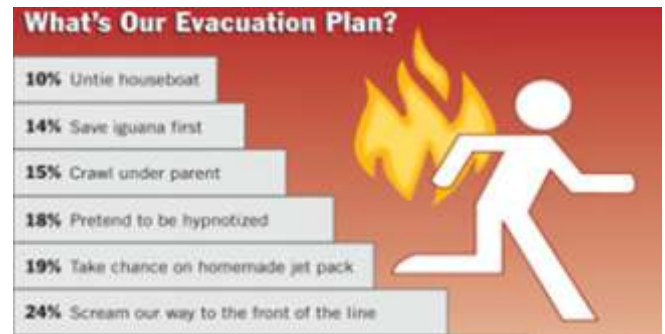 What's Our Evacuation Plan?
10% Untie houseboat
14% Save iguana first
15% Crawl under parent
18% Pretend to be hypnotized
19% Take chance on homemade jet pack
24% Scream our way to the front of the line